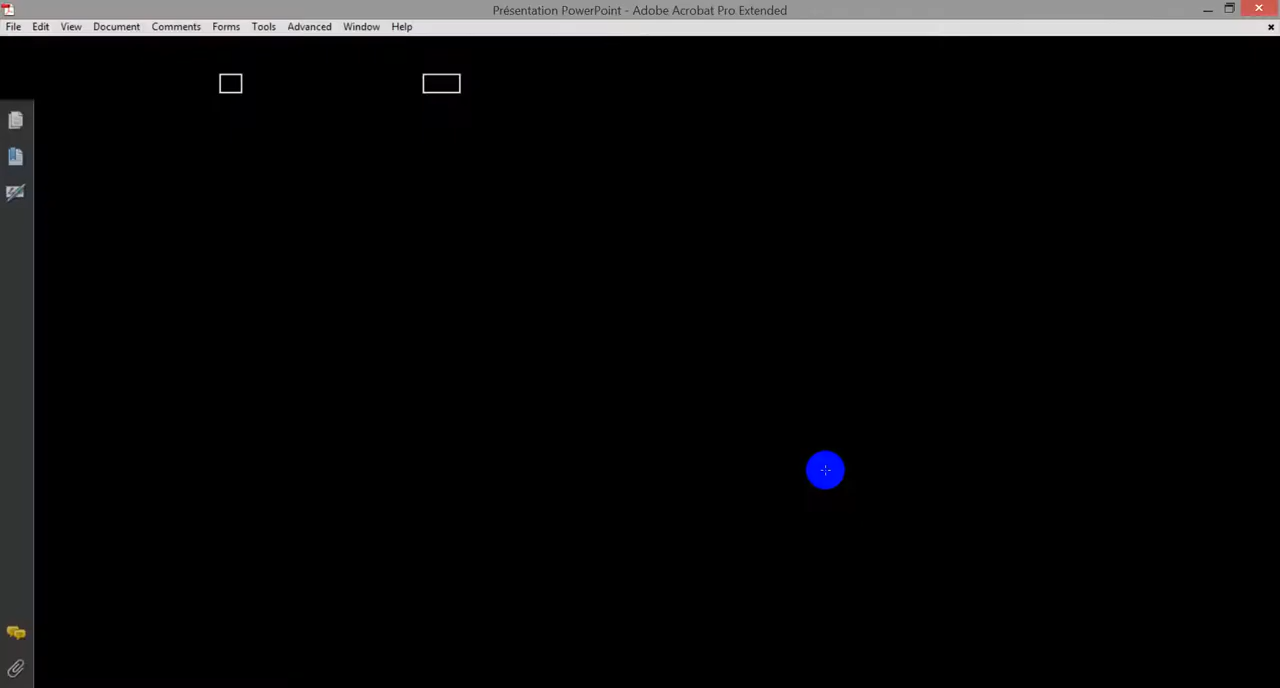 Présentation PowerPoint - Adobe Acrobat Pro Extended
File Edit View Document Comments Forms Tools Advanced Window Help